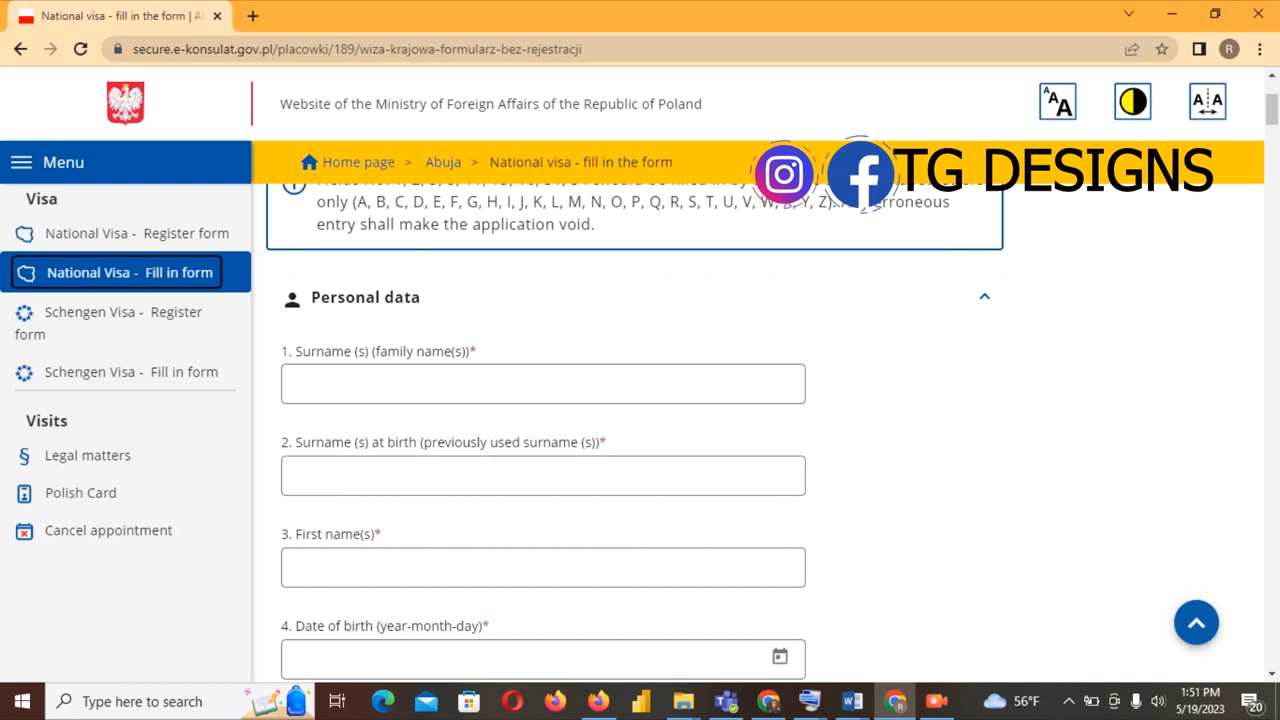 National visa - fill in the form |
secure.e-konsulat.gov.pl/placowki/189/wiza-krajowa-formularz-bez-rejestracji
R
Website of the Ministry of Foreign Affairs of the Republic of Poland
A A A
A A
Menu
Home page > Abuja > National visa - fill in the form
TG DESIGNS
only (A, B, C, D, E, F, G, H, I, J, K, L, M, N, O, P, Q, R, S, T, U, V, W, Y, Z).
entry shall make the application void.
Visa
National Visa - Register form
National Visa - Fill in form
Schengen Visa - Register
form
Schengen Visa - Fill in form
Visits
§ Legal matters
Polish Card
Cancel appointment
Personal data
1. Surname (s) (family name(s))*
2. Surname (s) at birth (previously used surname (s))*
3. First name(s)*
4. Date of birth (year-month-day)*
Type here to search
56°F
1:51 PM
5/19/2023
20